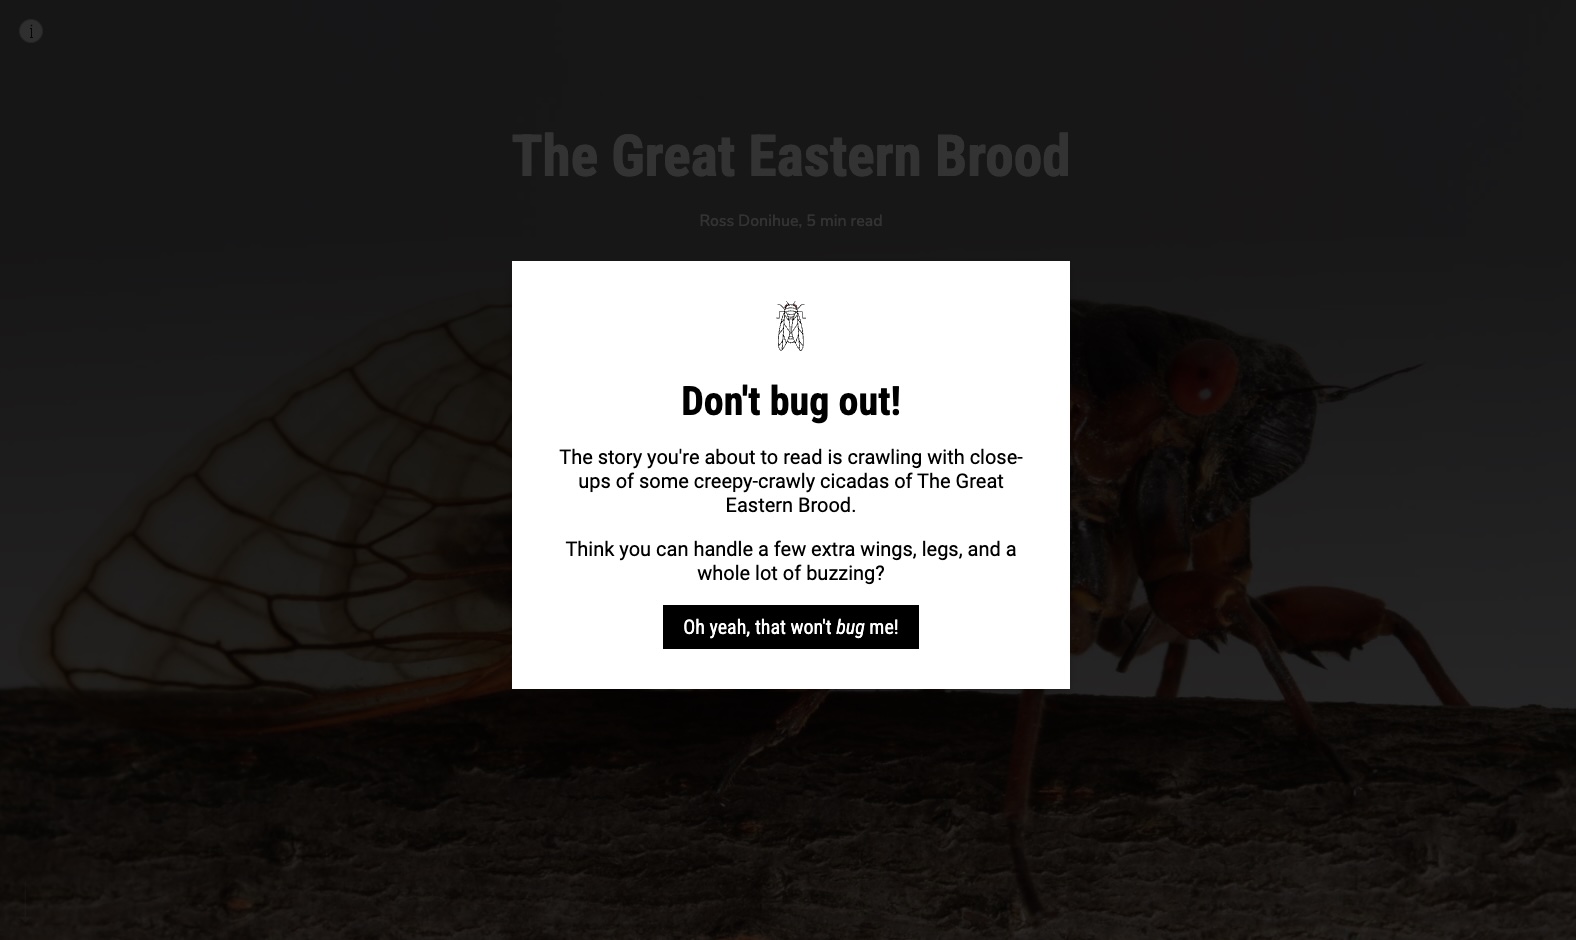 i
The Great Eastern Brood
Ross Donihue, 5 min read
Don't bug out!
The story you're about to read is crawling with close-
ups of some creepy-crawly cicadas of The Great
Eastern Brood.
Think you can handle a few extra wings, legs, and a
whole lot of buzzing?
Oh yeah, that won't bug me!